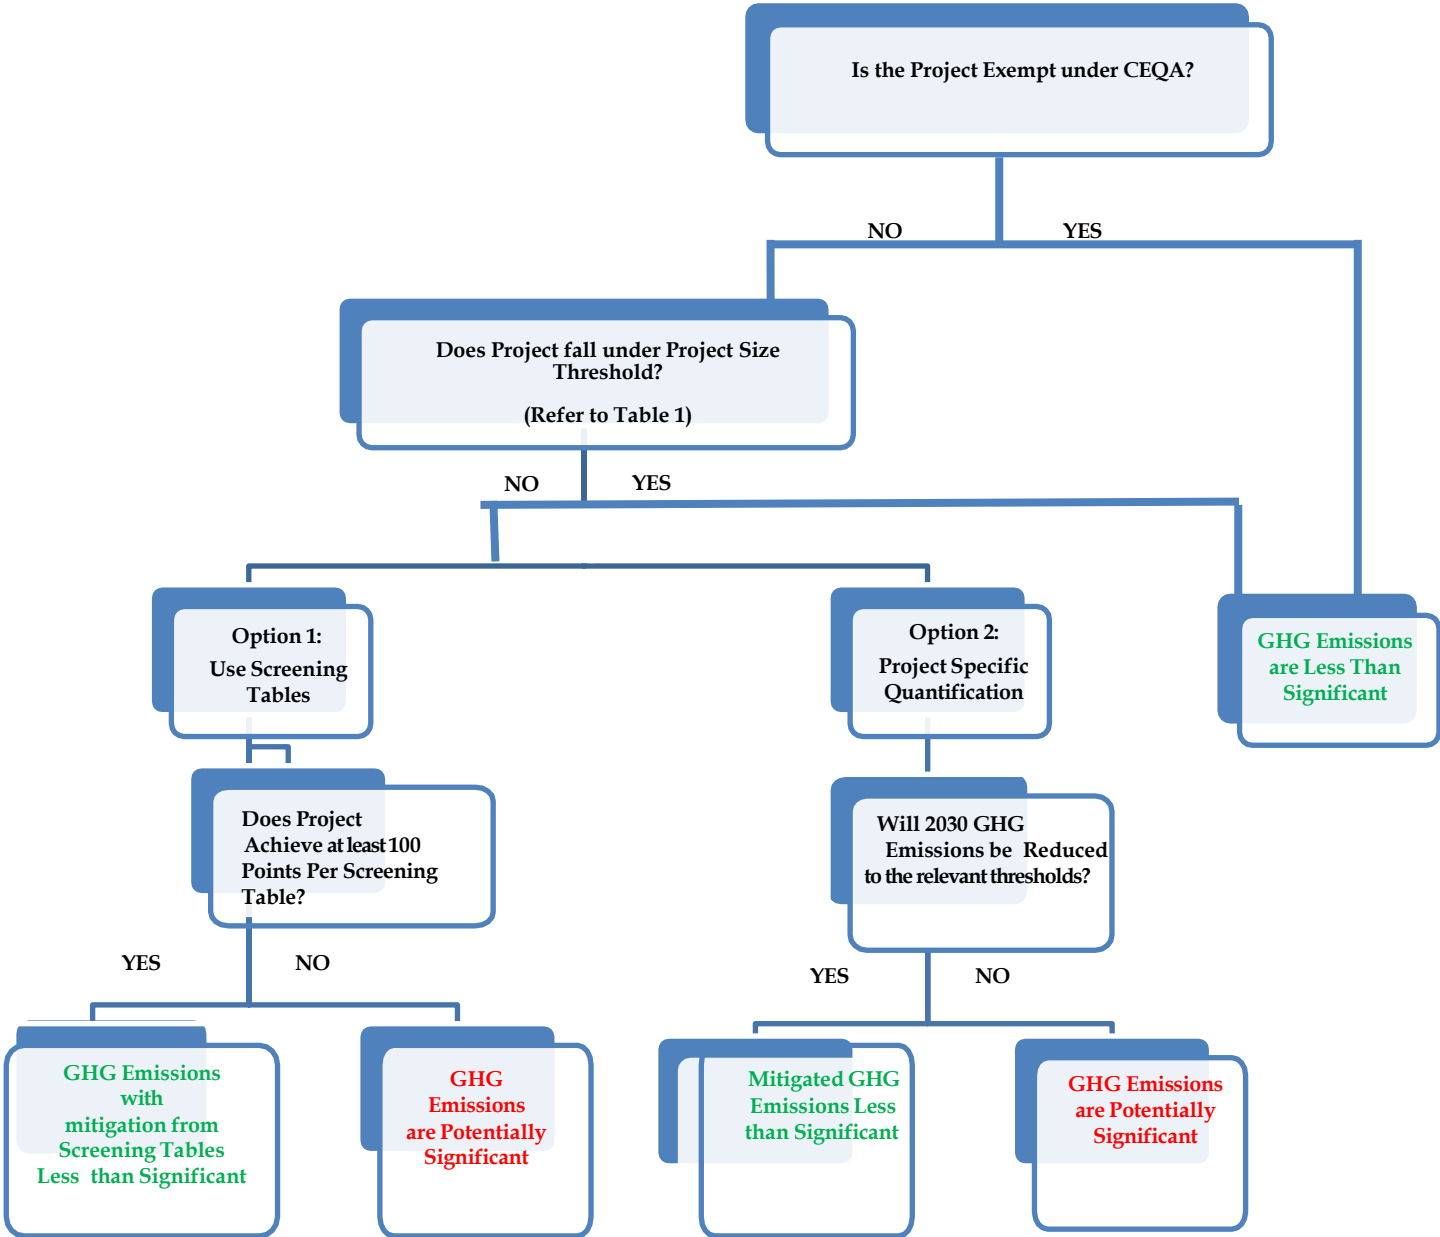 Is the Project Exempt under CEQA?
NO
YES
Does Project fall under Project Size
Threshold?
(Refer to Table 1)
NO
YES
Option 1:
Use Screening
Tables
Option 2:
Project Specific
Quantification
GHG Emissions
are Less Than
Significant
Does Project
Achieve at least 100
Points Per Screening
Table?
Will 2030 GHG
Emissions be Reduced
to the relevant thresholds?
YES
NO
YES
NO
GHG Emissions
with
mitigation from
Screening Tables
Less than Significant
GHG
Emissions
are Potentially
Significant
Mitigated GHG
Emissions Less
than Significant
GHG Emissions
are Potentially
Significant